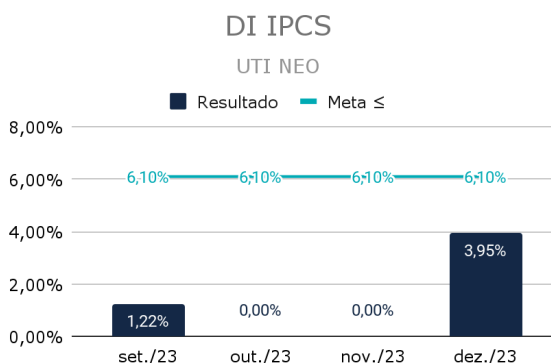 DI IPCS
UTI NEO
Resultado Meta ≤
8,00%
6,00%
4,00%
2,00%
0,00%
6,10% 6,10% 6,10% 6,10%
1,22% 0,00% 0,00% 3,95%
set./23 out./23 nov./23 dez./23